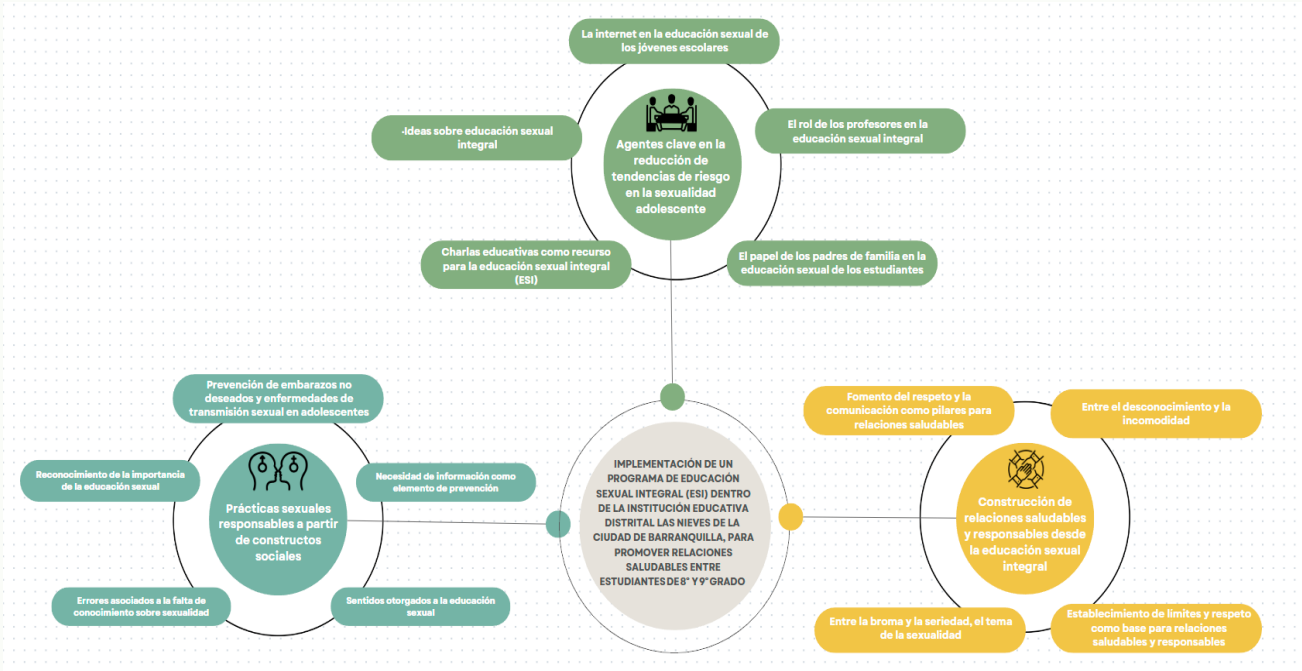 La internet en la educación sexual de
los jóvenes escolares
-Ideas sobre educación sexual
integral
El rol de los profesores en la
educación sexual integral
Agentes clave en la
reducción de
tendencias de riesgo
en la sexualidad
adolescente
Charlas educativas como recurso
para la educación sexual integral
(ESI)
El papel de los padres de familia en la
educación sexual de los estudiantes
Prevención de embarazos no
deseados y enfermedades de
transmisión sexual en adolescentes
Reconocimiento de la importancia
de la educación sexual
Necesidad de información como
elemento de prevención
Prácticas sexuales
responsables a partir
de constructos
sociales
Errores asociados a la falta de
conocimiento sobre sexualidad
Sentidos otorgados a la educación
sexual
IMPLEMENTACIÓN DE UN
PROGRAMA DE EDUCACIÓN
SEXUAL INTEGRAL (ESI) DENTRO
DE LA INSTITUCIÓN EDUCATIVA
DISTRITAL LAS NIEVES DE LA
CIUDAD DE BARRANQUILLA, PARA
PROMOVER RELACIONES
SALUDABLES ENTRE
ESTUDIANTES DE 8° Y 9° GRADO
Fomento del respeto y la
comunicación como pilares para
relaciones saludables
Entre el desconocimiento y la
incomodidad
Construcción de
relaciones saludables
y responsables desde
la educación sexual
integral
Entre la broma y la seriedad, el tema
de la sexualidad
Establecimiento de límites y respeto
como base para relaciones
saludables y responsables